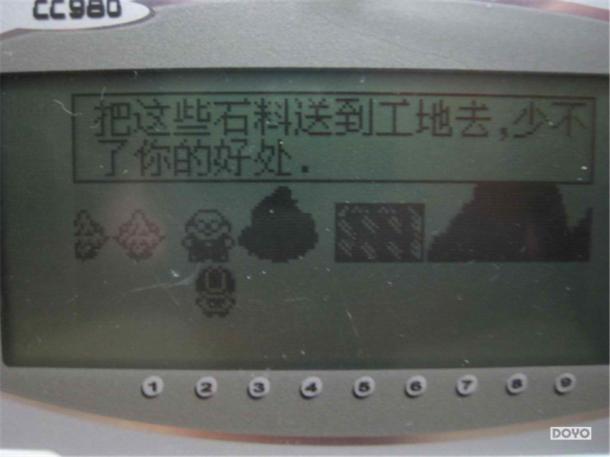 CC980
把这些石料送到工地去,少不
了你的好处.
1 2 3 4 5 6 7 8 9
DOYO